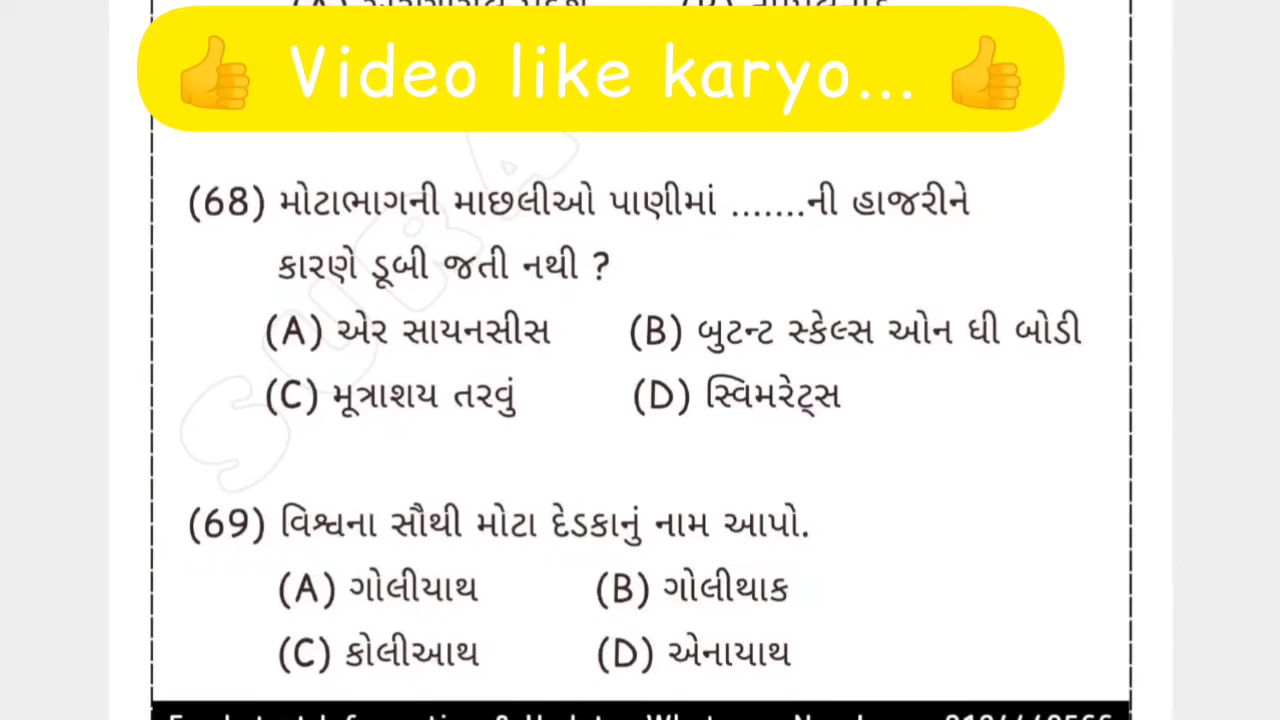 👍 Video like karyo... 👍
(68) મોટાભાગની માછલીઓ પાણીમાં .......ની હાજરીને
કારણે ડૂબી જતી નથી ?
(A) એર સાયનસીસ (B) બુટન્ટ સ્કેલ્સ ઓન ધી બોડી
(C) મૂત્રાશય તરવું (D) સ્વિમરેટ્સ
(69) વિશ્વના સૌથી મોટા દેડકાનું નામ આપો.
(A) ગોલીયાથ (B) ગોલીથાક
(C) કોલીઆથ (D) એનાયાથ